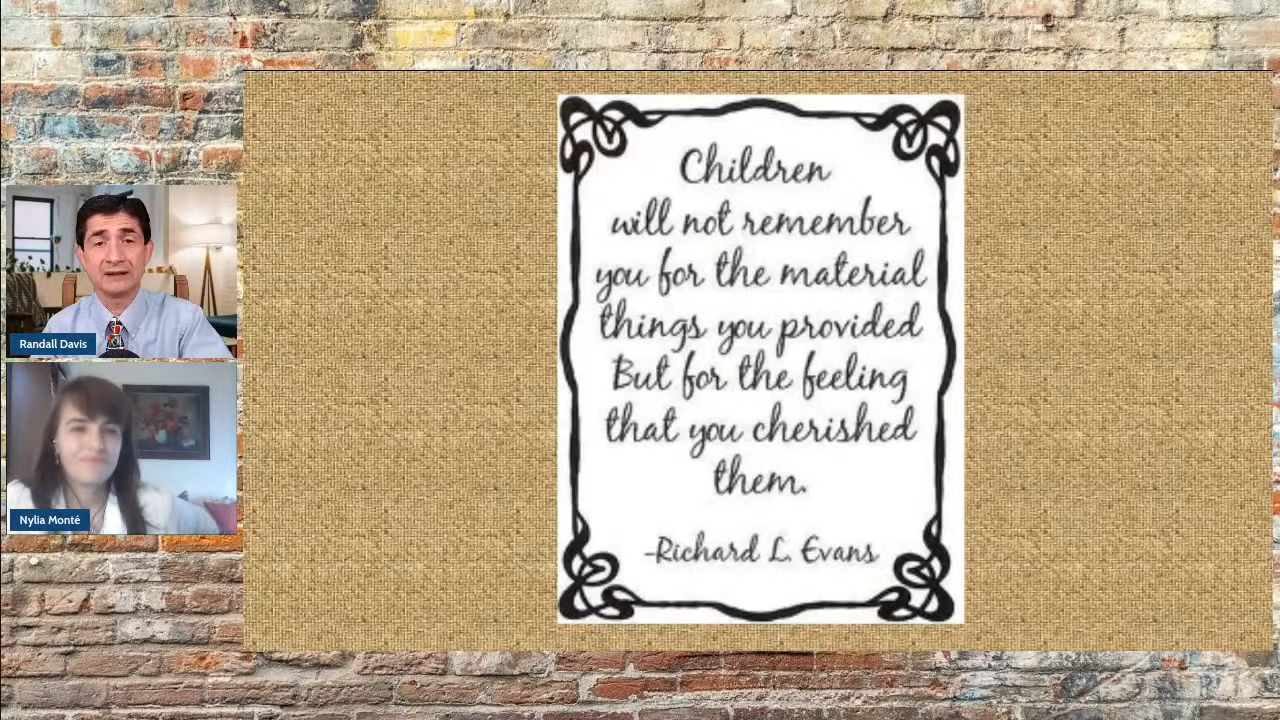 Randall Davis
Nylia Monté
Children
will not remember
you for the material
things you provided
But for the feeling
that you cherished
them.
-Richard L. Evans